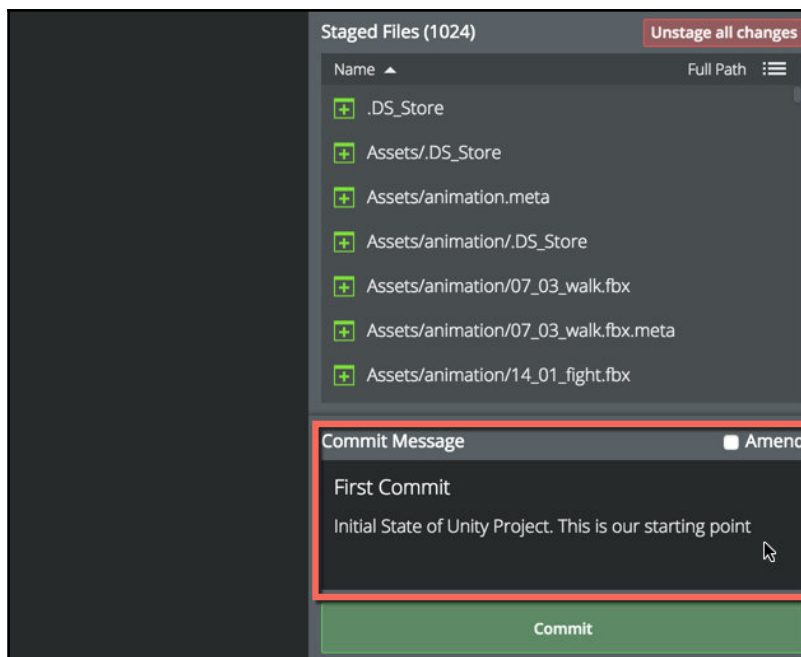 Staged Files (1024) Unstage all changes
Name Full Path
.DS_Store
Assets/.DS_Store
Assets/animation.meta
Assets/animation/.DS_Store
Assets/animation/07_03_walk.fbx
Assets/animation/07_03_walk.fbx.meta
Assets/animation/14_01_fight.fbx
Commit Message Amend
First Commit
Initial State of Unity Project. This is our starting point
Commit